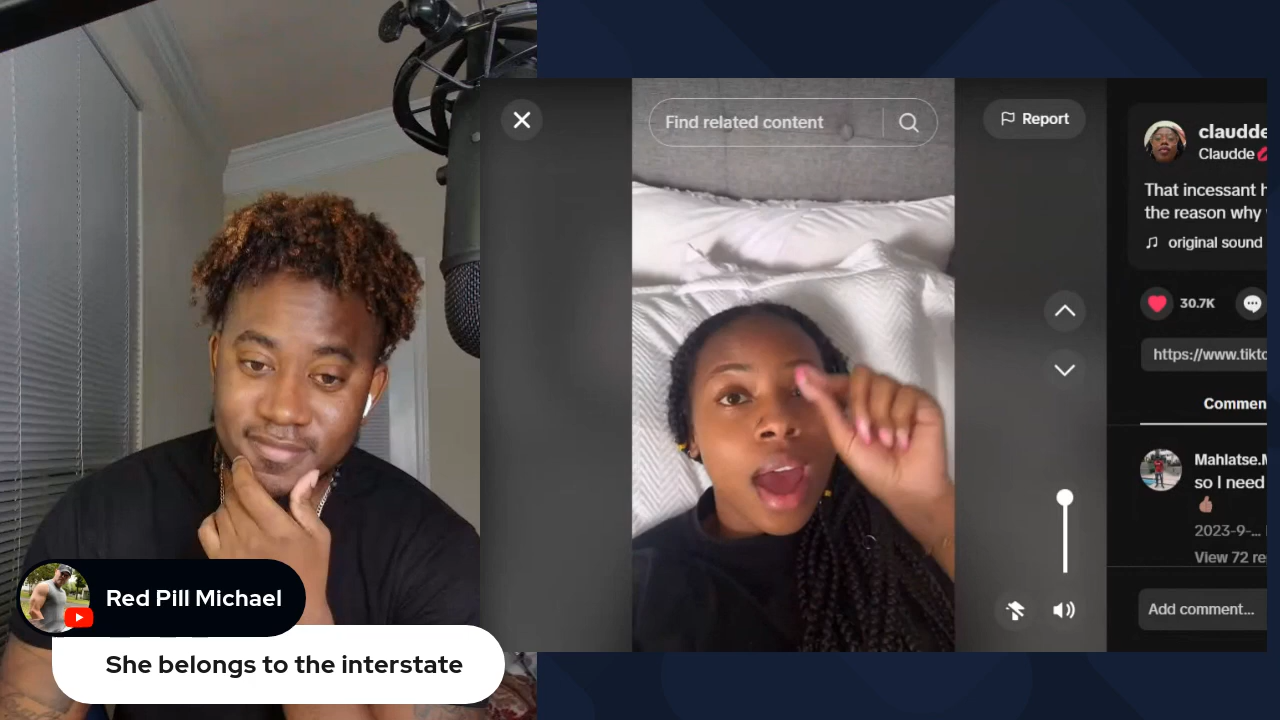 Find related content
Report
claudde
Claudde
That incessant h
the reason why
original sound
30.7K
https://www.tikto
Commen
Mahlatse.M
so I need
2023-9-...
View 72 re
Add comment...
Red Pill Michael
She belongs to the interstate